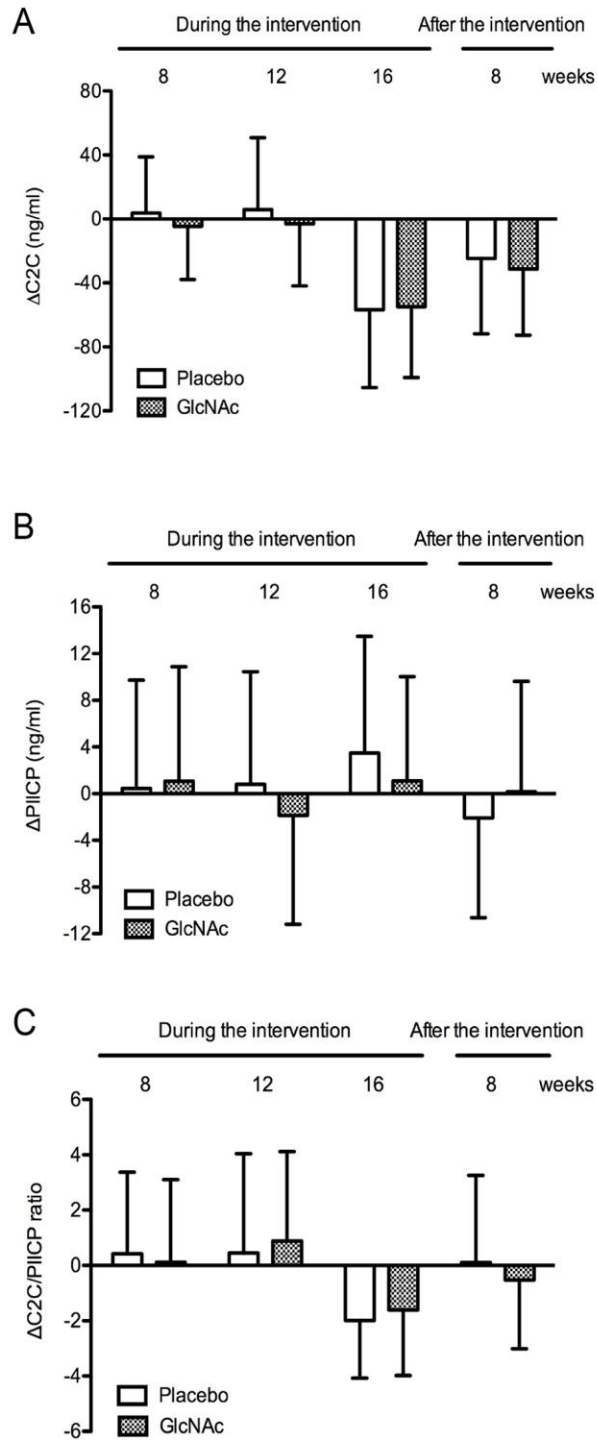 A
During the intervention After the intervention
8 12 16 8 weeks
80
40
0
-40
-80
-120
ΔC2C (ng/ml)
Placebo
GlcNAc
B
During the intervention After the intervention
8 12 16 8 weeks
16
12
8
4
0
-4
-8
-12
ΔPIICP (ng/ml)
Placebo
GlcNAc
C
During the intervention After the intervention
8 12 16 8 weeks
6
4
2
0
-2
-4
-6
ΔC2C/PIICP ratio
Placebo
GlcNAc